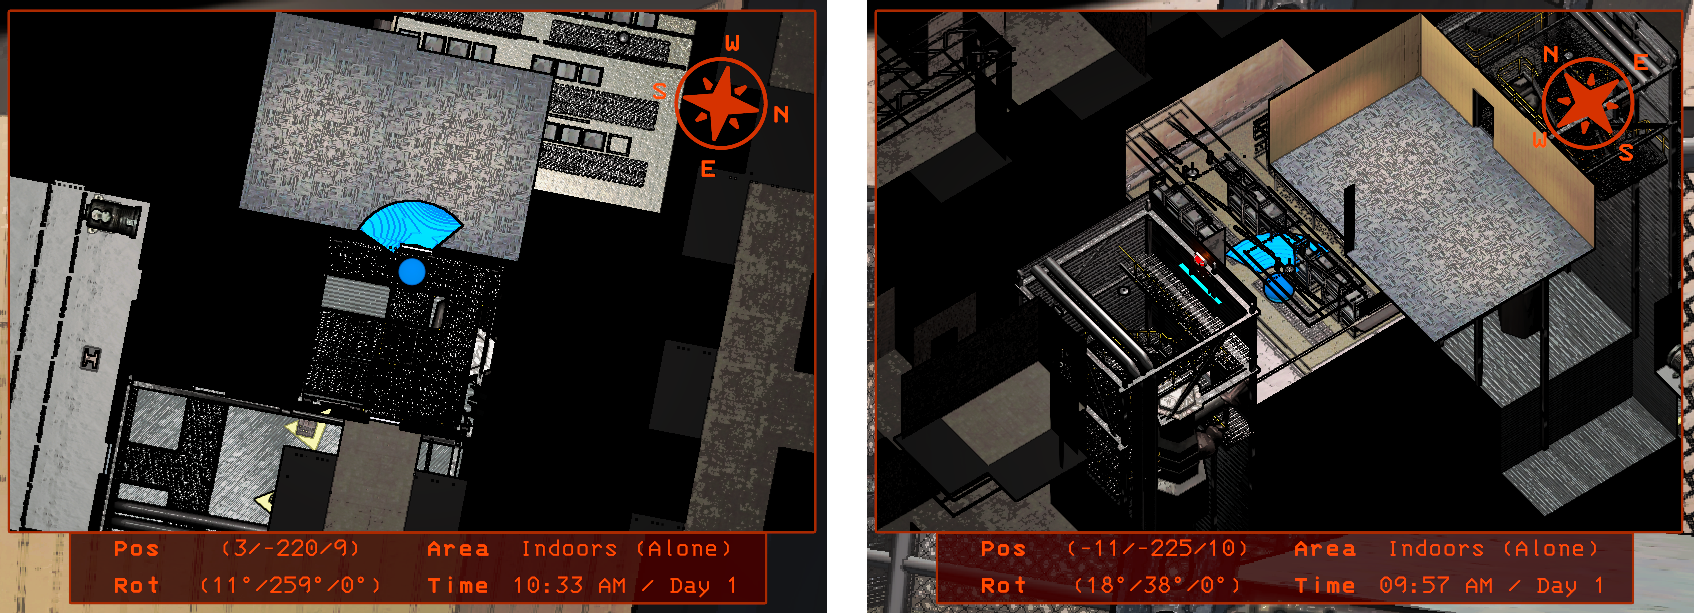 W
S
N
E
Pos (3/-220/9) Area Indoors (Alone)
Rot (11°/259°/0°) Time 10:33 AM / Day 1
N
E
W
S
Pos (-11/-225/10) Area Indoors (Alone)
Rot (18°/38°/0°) Time 09:57 AM / Day 1